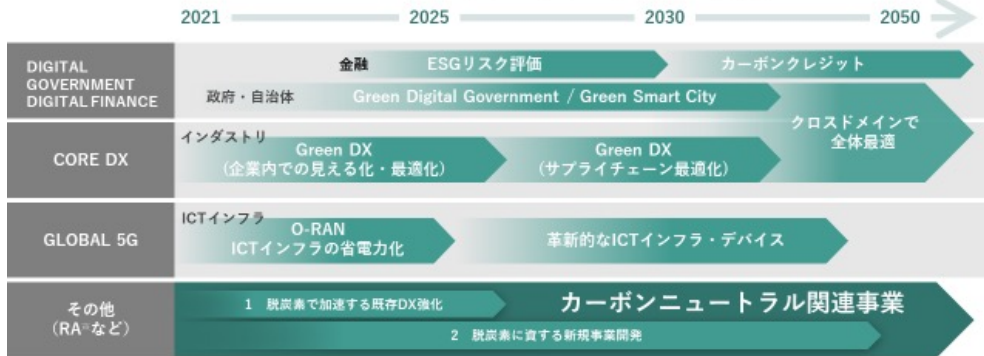 2021
2025
2030
2050
DIGITAL
GOVERNMENT
DIGITAL FINANCE
金融
ESGリスク評価
カーボンクレジット
政府・自治体
Green Digital Government / Green Smart City
クロスドメインで
全体最適
CORE DX
インダストリ
Green DX
(企業内での見える化・最適化)
Green DX
(サプライチェーン最適化)
GLOBAL 5G
ICTインフラ
O-RAN
ICTインフラの省電力化
革新的なICTインフラ・デバイス
その他
(RA※など)
1 脱炭素で加速する既存DX強化
カーボンニュートラル関連事業
2 脱炭素に資する新規事業開発